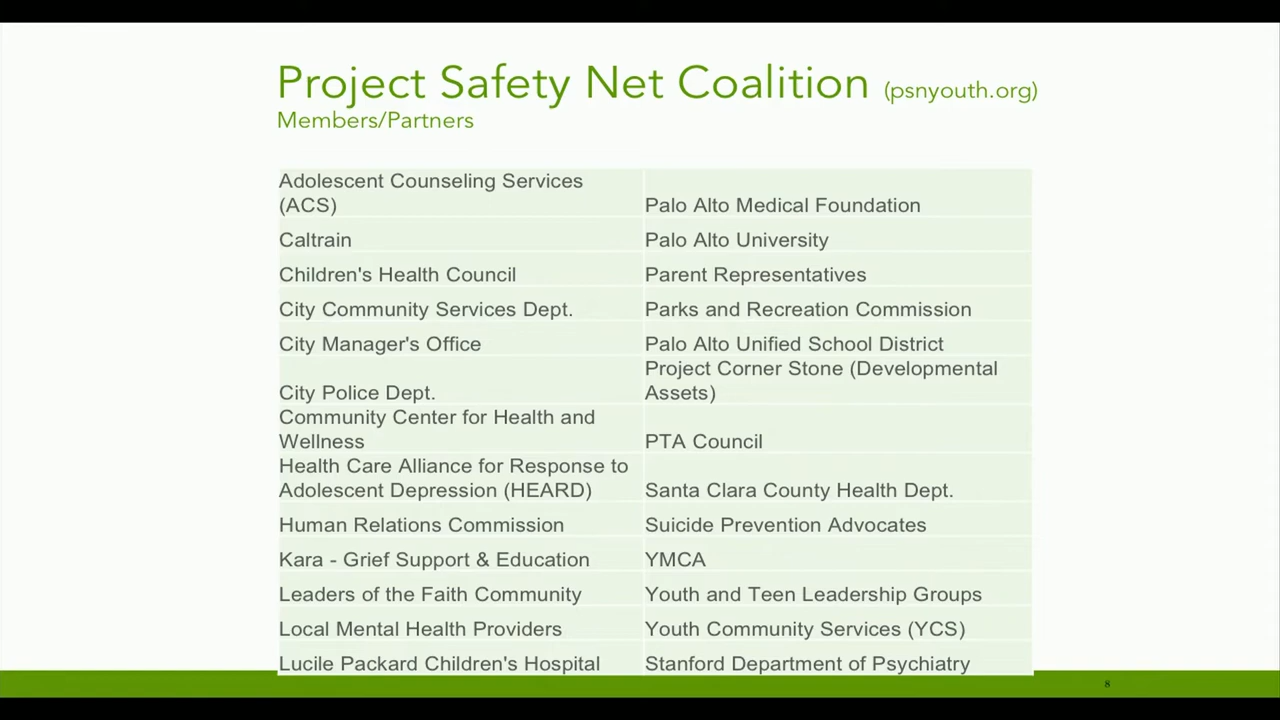 Project Safety Net Coalition (psnyouth.org)
Members/Partners
Adolescent Counseling Services
(ACS)
Palo Alto Medical Foundation
Caltrain
Palo Alto University
Children's Health Council
Parent Representatives
City Community Services Dept.
Parks and Recreation Commission
City Manager's Office
Palo Alto Unified School District
City Police Dept.
Project Corner Stone (Developmental
Assets)
Community Center for Health and
Wellness
PTA Council
Health Care Alliance for Response to
Adolescent Depression (HEARD)
Santa Clara County Health Dept.
Human Relations Commission
Suicide Prevention Advocates
Kara - Grief Support & Education
YMCA
Leaders of the Faith Community
Youth and Teen Leadership Groups
Local Mental Health Providers
Youth Community Services (YCS)
Lucile Packard Children's Hospital
Stanford Department of Psychiatry
8